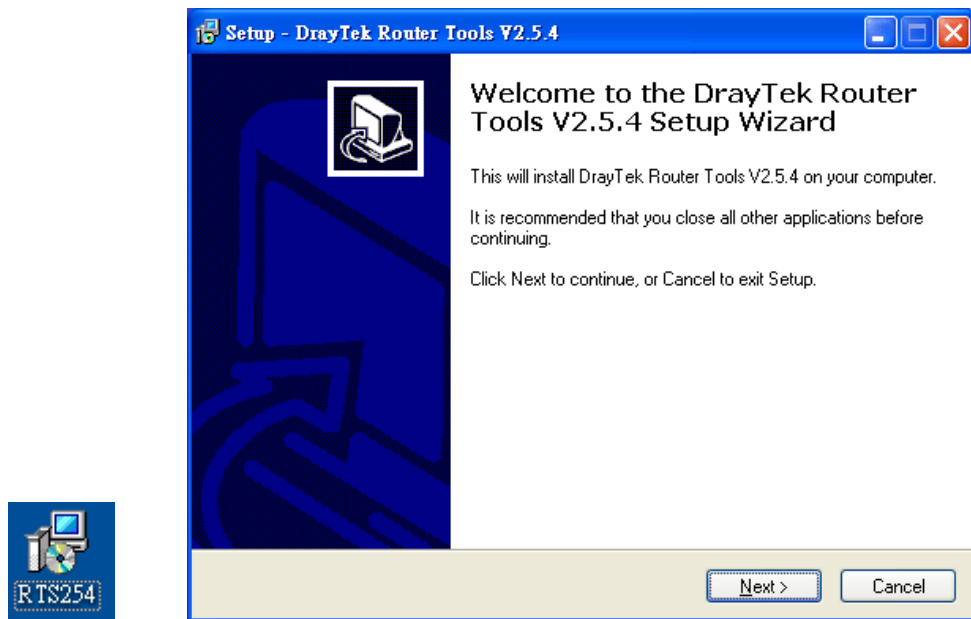 Setup - DrayTek Router Tools V2.5.4
Welcome to the DrayTek Router
Tools V2.5.4 Setup Wizard
This will install DrayTek Router Tools V2.5.4 on your computer.
It is recommended that you close all other applications before
continuing.
Click Next to continue, or Cancel to exit Setup.
RTS254
Next >
Cancel